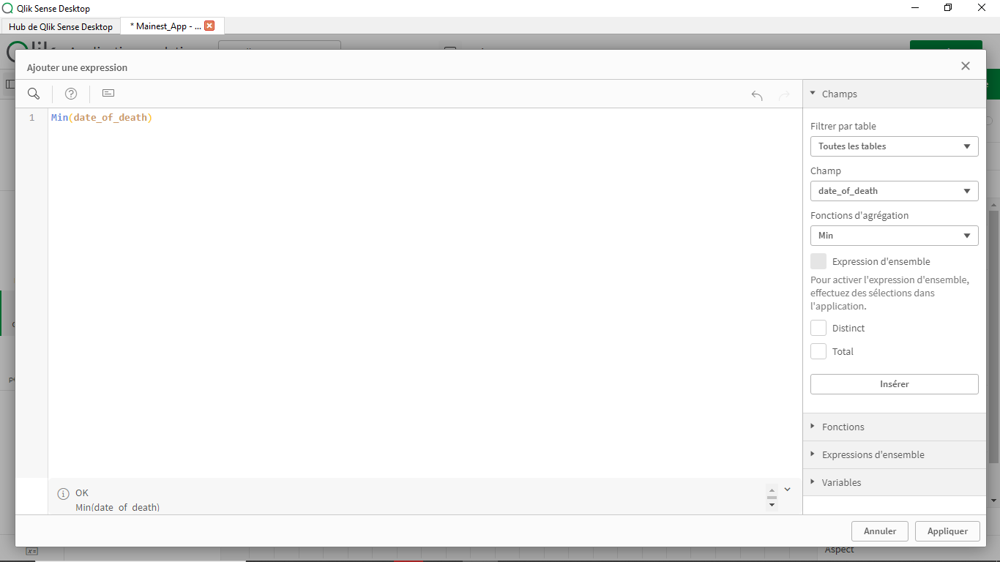 Qlik Sense Desktop
Hub de Qlik Sense Desktop
* Mainest_App - ...
Ajouter une expression
1
Min(date_of_death)
Champs
Filtrer par table
Toutes les tables
Champ
date_of_death
Fonctions d'agrégation
Min
Expression d'ensemble
Pour activer l'expression d'ensemble,
effectuez des sélections dans
l'application.
Distinct
Total
Insérer
Fonctions
Expressions d'ensemble
Variables
OK
Min(date_of_death)
Annuler
Appliquer
Aspect